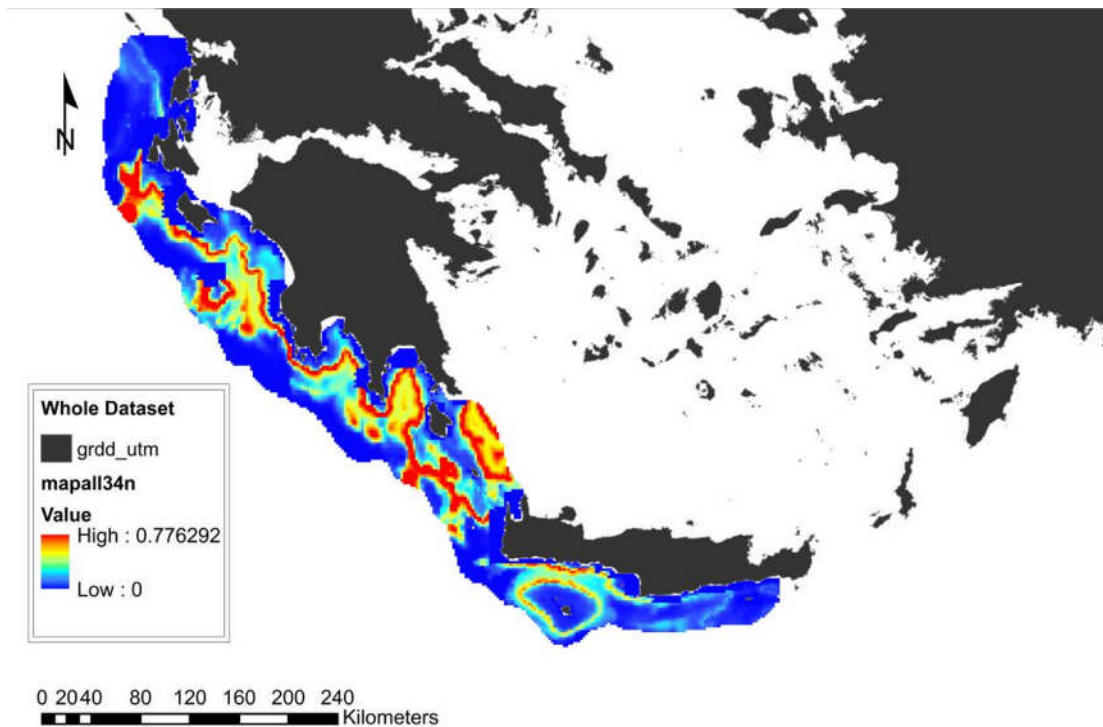 N
Whole Dataset
grdd_utm
mapall34n
Value
High : 0.776292
Low : 0
0 20 40 80 120 160 200 240
Kilometers